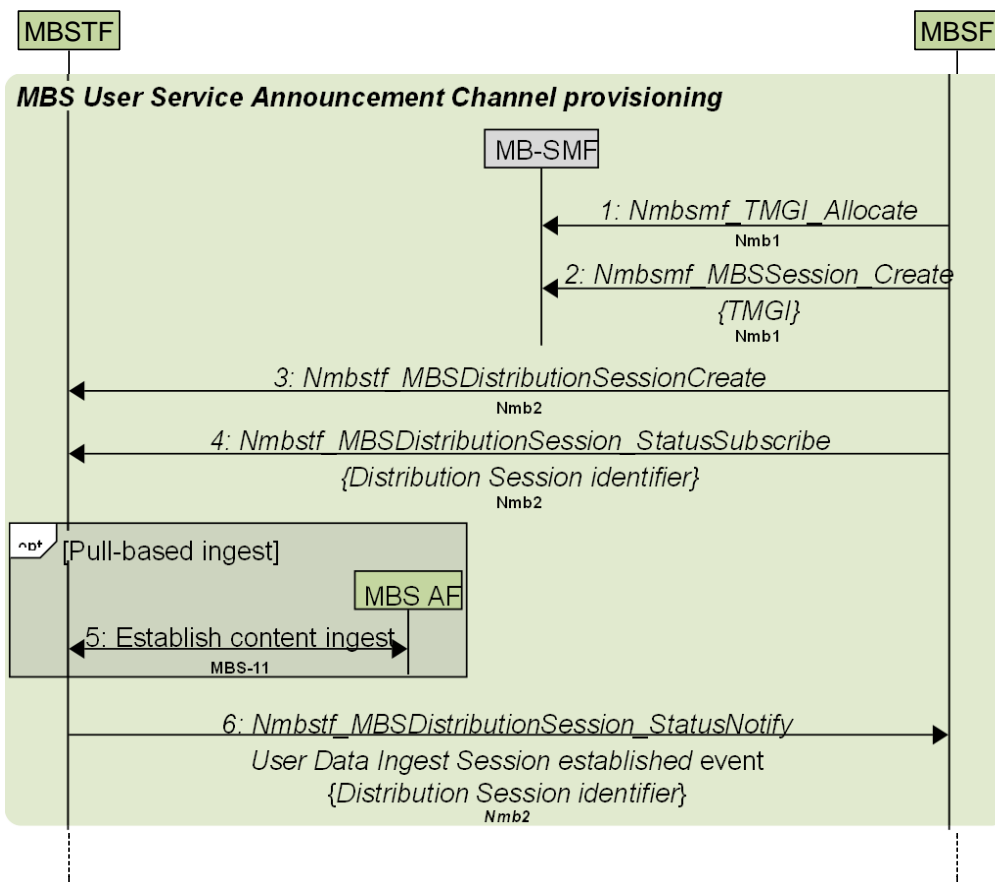 MBSTF
MBSF
MBS User Service Announcement Channel provisioning
MB-SMF
1: Nmbsmf_TMGI_Allocate
Nmb1
2: Nmbsmf_MBSSession_Create
{TMGI}
Nmb1
3: Nmbstf_MBSDistributionSessionCreate
Nmb2
4: Nmbstf_MBSDistributionSession_StatusSubscribe
{Distribution Session identifier}
Nmb2
[Pull-based ingest]
MBS AF
5: Establish content ingest
MBS-11
6: Nmbstf_MBSDistributionSession_StatusNotify
User Data Ingest Session established event
{Distribution Session identifier}
Nmb2